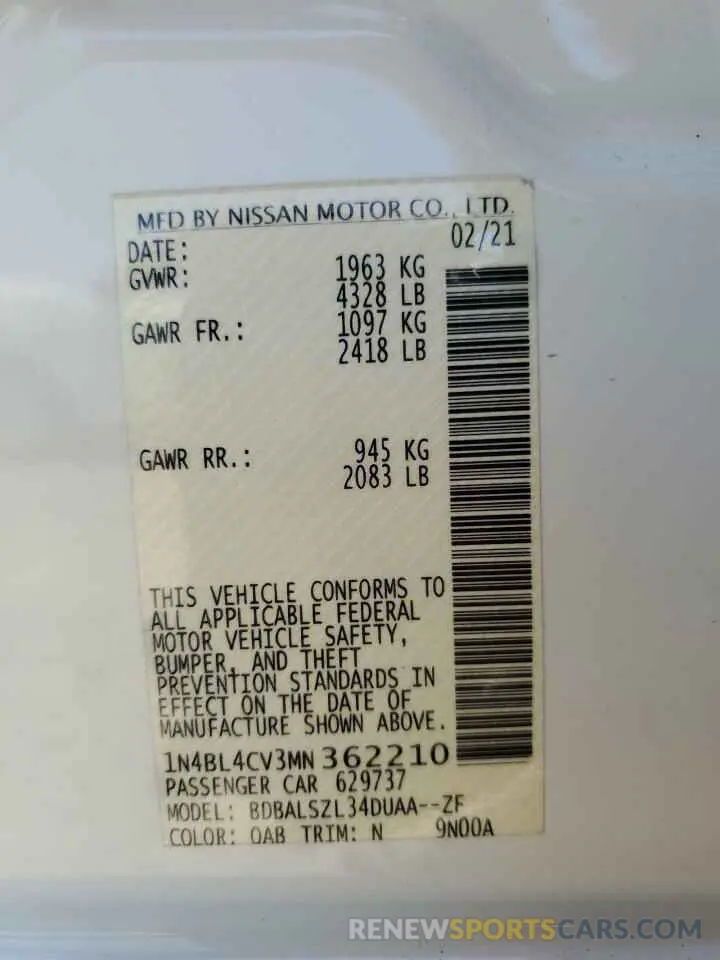 MFD BY NISSAN MOTOR CO., LTD.
DATE: 02/21
GVWR: 1963 KG
4328 LB
GAWR FR.: 1097 KG
2418 LB
GAWR RR.: 945 KG
2083 LB
THIS VEHICLE CONFORMS TO
ALL APPLICABLE FEDERAL
MOTOR VEHICLE SAFETY,
BUMPER, AND THEFT
PREVENTION STANDARDS IN
EFFECT ON THE DATE OF
MANUFACTURE SHOWN ABOVE.
1N4BL4CV3MN362210
PASSENGER CAR 629737
MODEL: BDBALSZL34DUAA--ZF
COLOR: QAB TRIM: N 9N00A
RENEWSPORTSCARS.COM